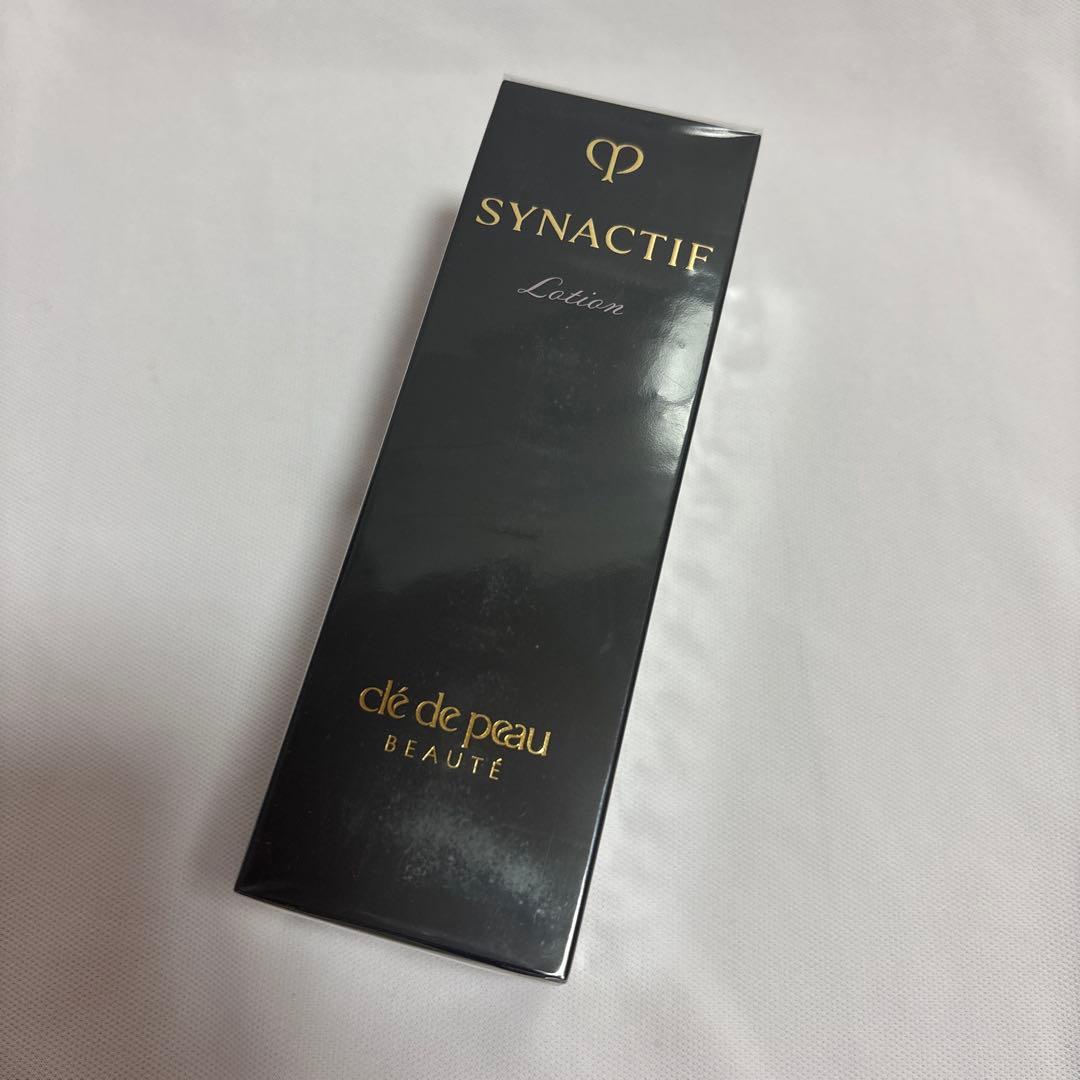 SYNACTIF
Lotion
clé de peau
BEAUTÉ